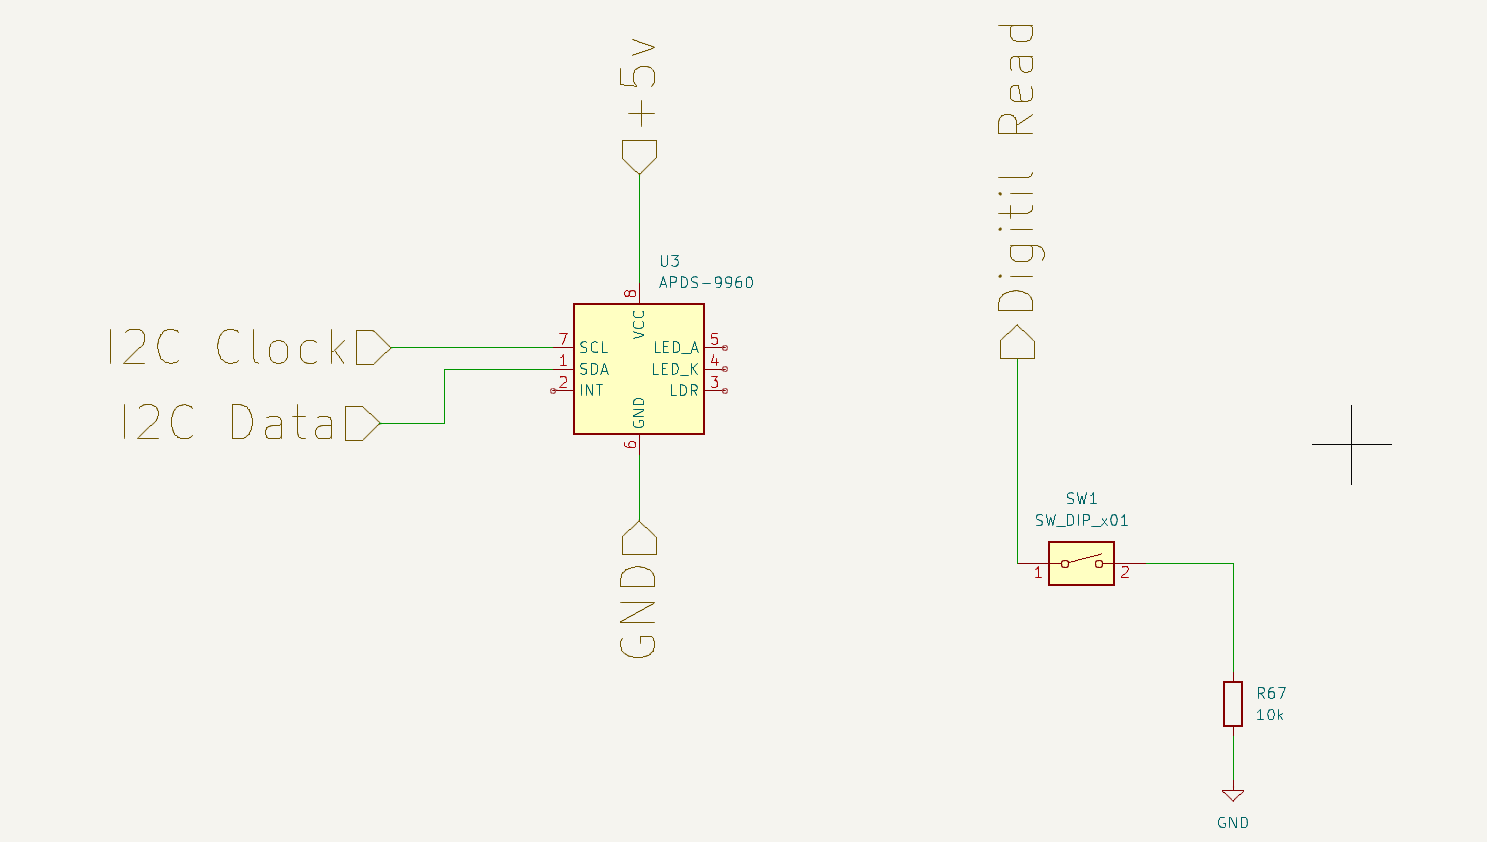 +5v
U3
APDS-9960
8
VCC
I2C Clock
7
SCL
LED_A
5
1
SDA
LED_K
4
2
INT
LDR
3
I2C Data
GND
6
GND
Digitil Read
SW1
SW_DIP_x01
1
2
R67
10k
GND